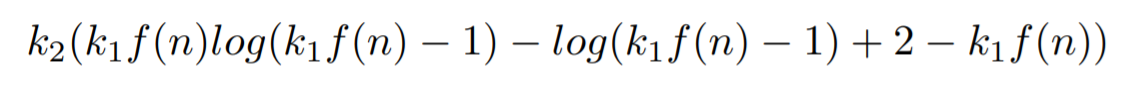 k₂(k₁f(n)log(k₁f(n) − 1) − log(k₁f(n) − 1) + 2 − k₁f(n))